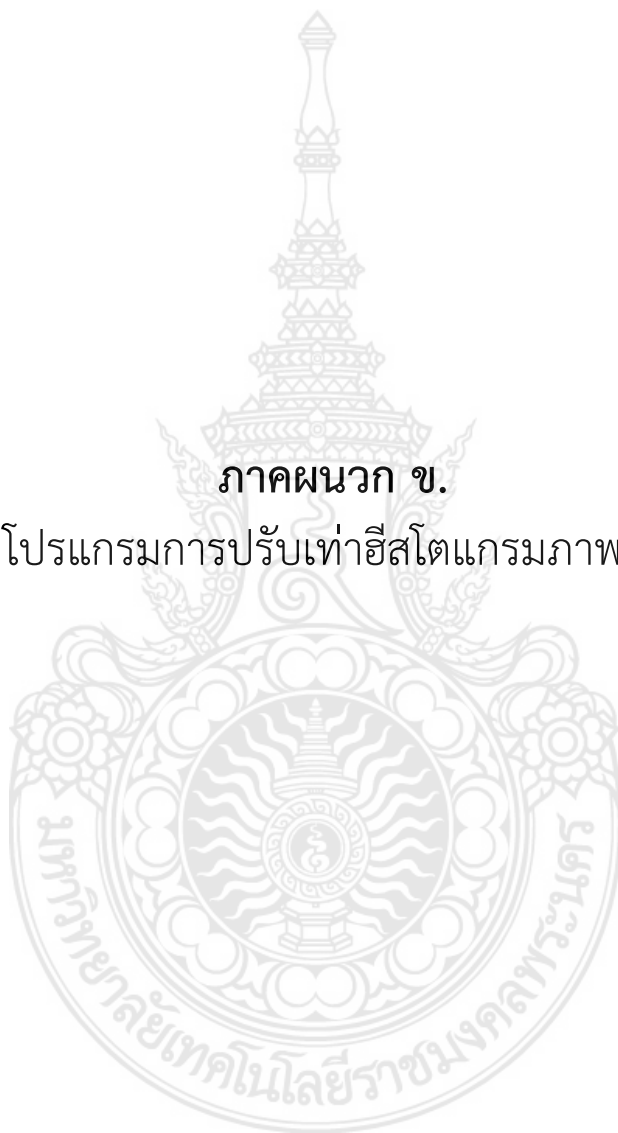 ภาคผนวก ข.
โปรแกรมการปรับเท่าฮีสโตแกรมภาพ
มหาวิทยาลัยเทคโนโลยีราชมงคลพระนคร